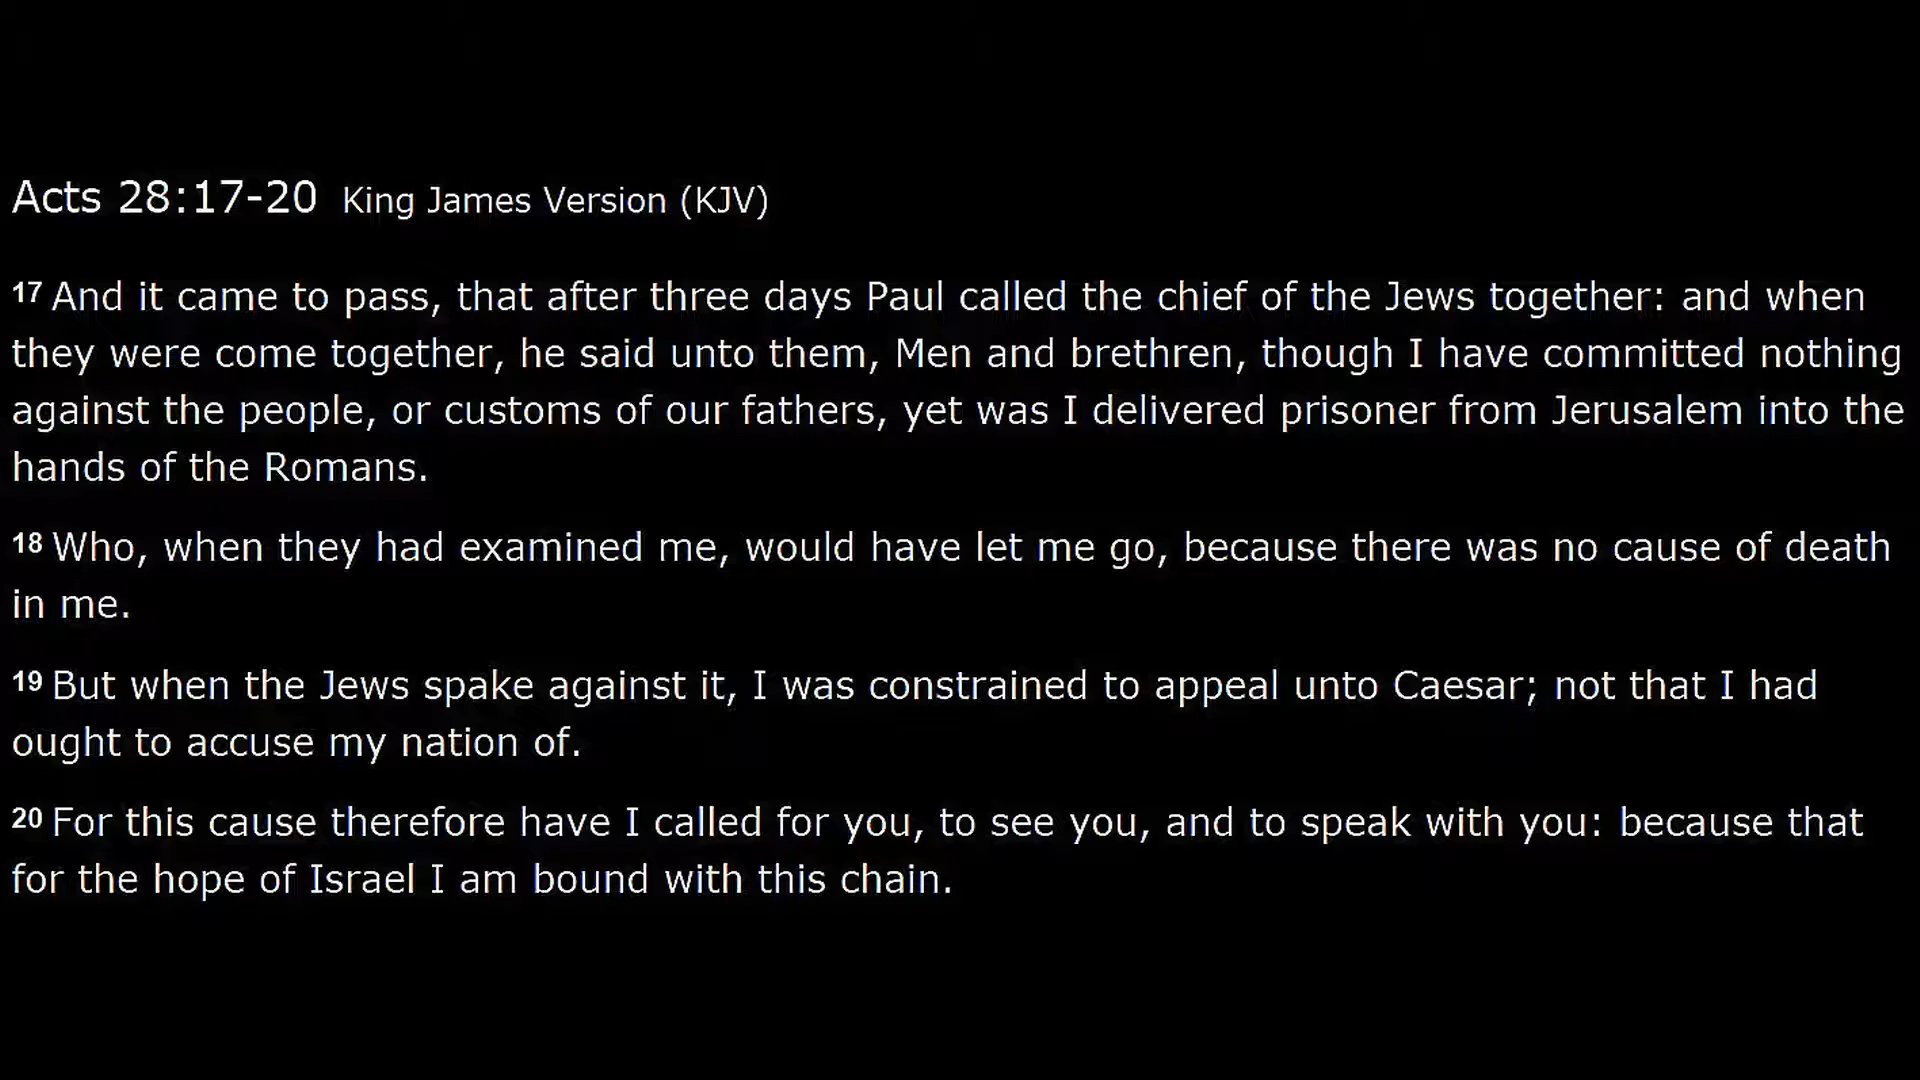 Acts 28:17-20 King James Version (KJV)
17 And it came to pass, that after three days Paul called the chief of the Jews together: and when
they were come together, he said unto them, Men and brethren, though I have committed nothing
against the people, or customs of our fathers, yet was I delivered prisoner from Jerusalem into the
hands of the Romans.
18 Who, when they had examined me, would have let me go, because there was no cause of death
in me.
19 But when the Jews spake against it, I was constrained to appeal unto Caesar; not that I had
ought to accuse my nation of.
20 For this cause therefore have I called for you, to see you, and to speak with you: because that
for the hope of Israel I am bound with this chain.